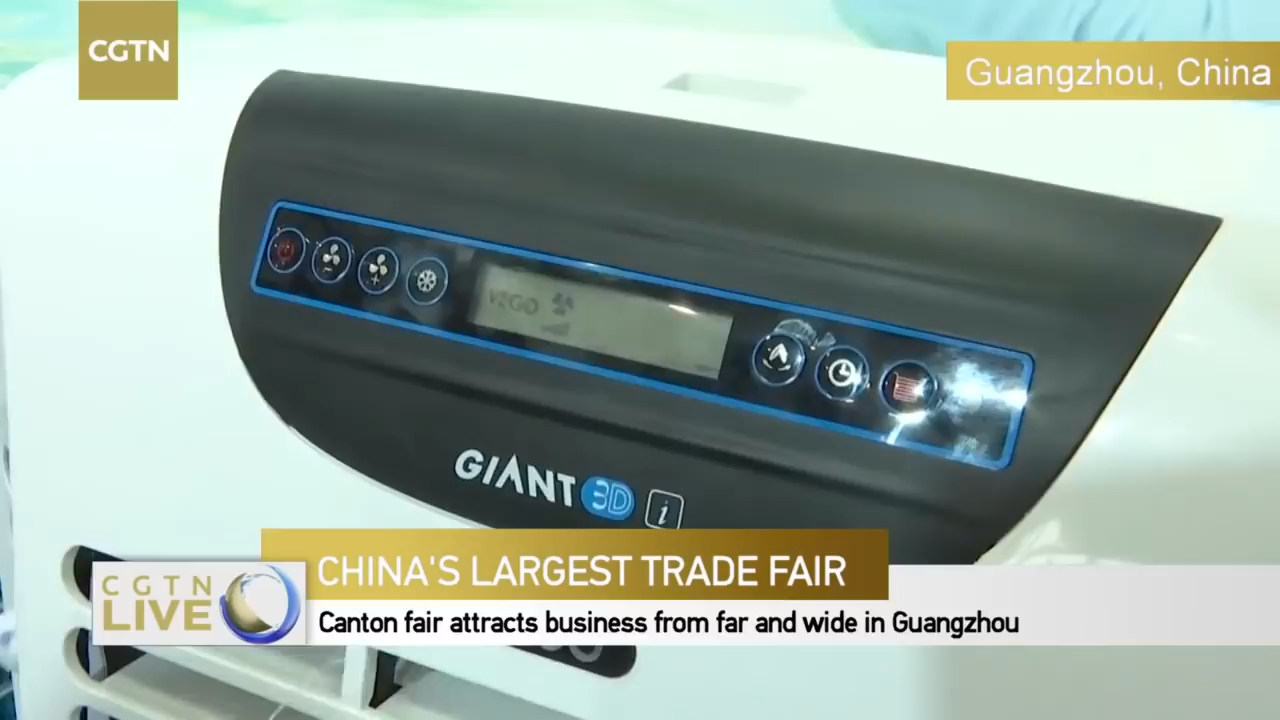 CGTN
Guangzhou, China
VEGO
GIANT 3D i
CGTN
LIVE
CHINA'S LARGEST TRADE FAIR
Canton fair attracts business from far and wide in Guangzhou